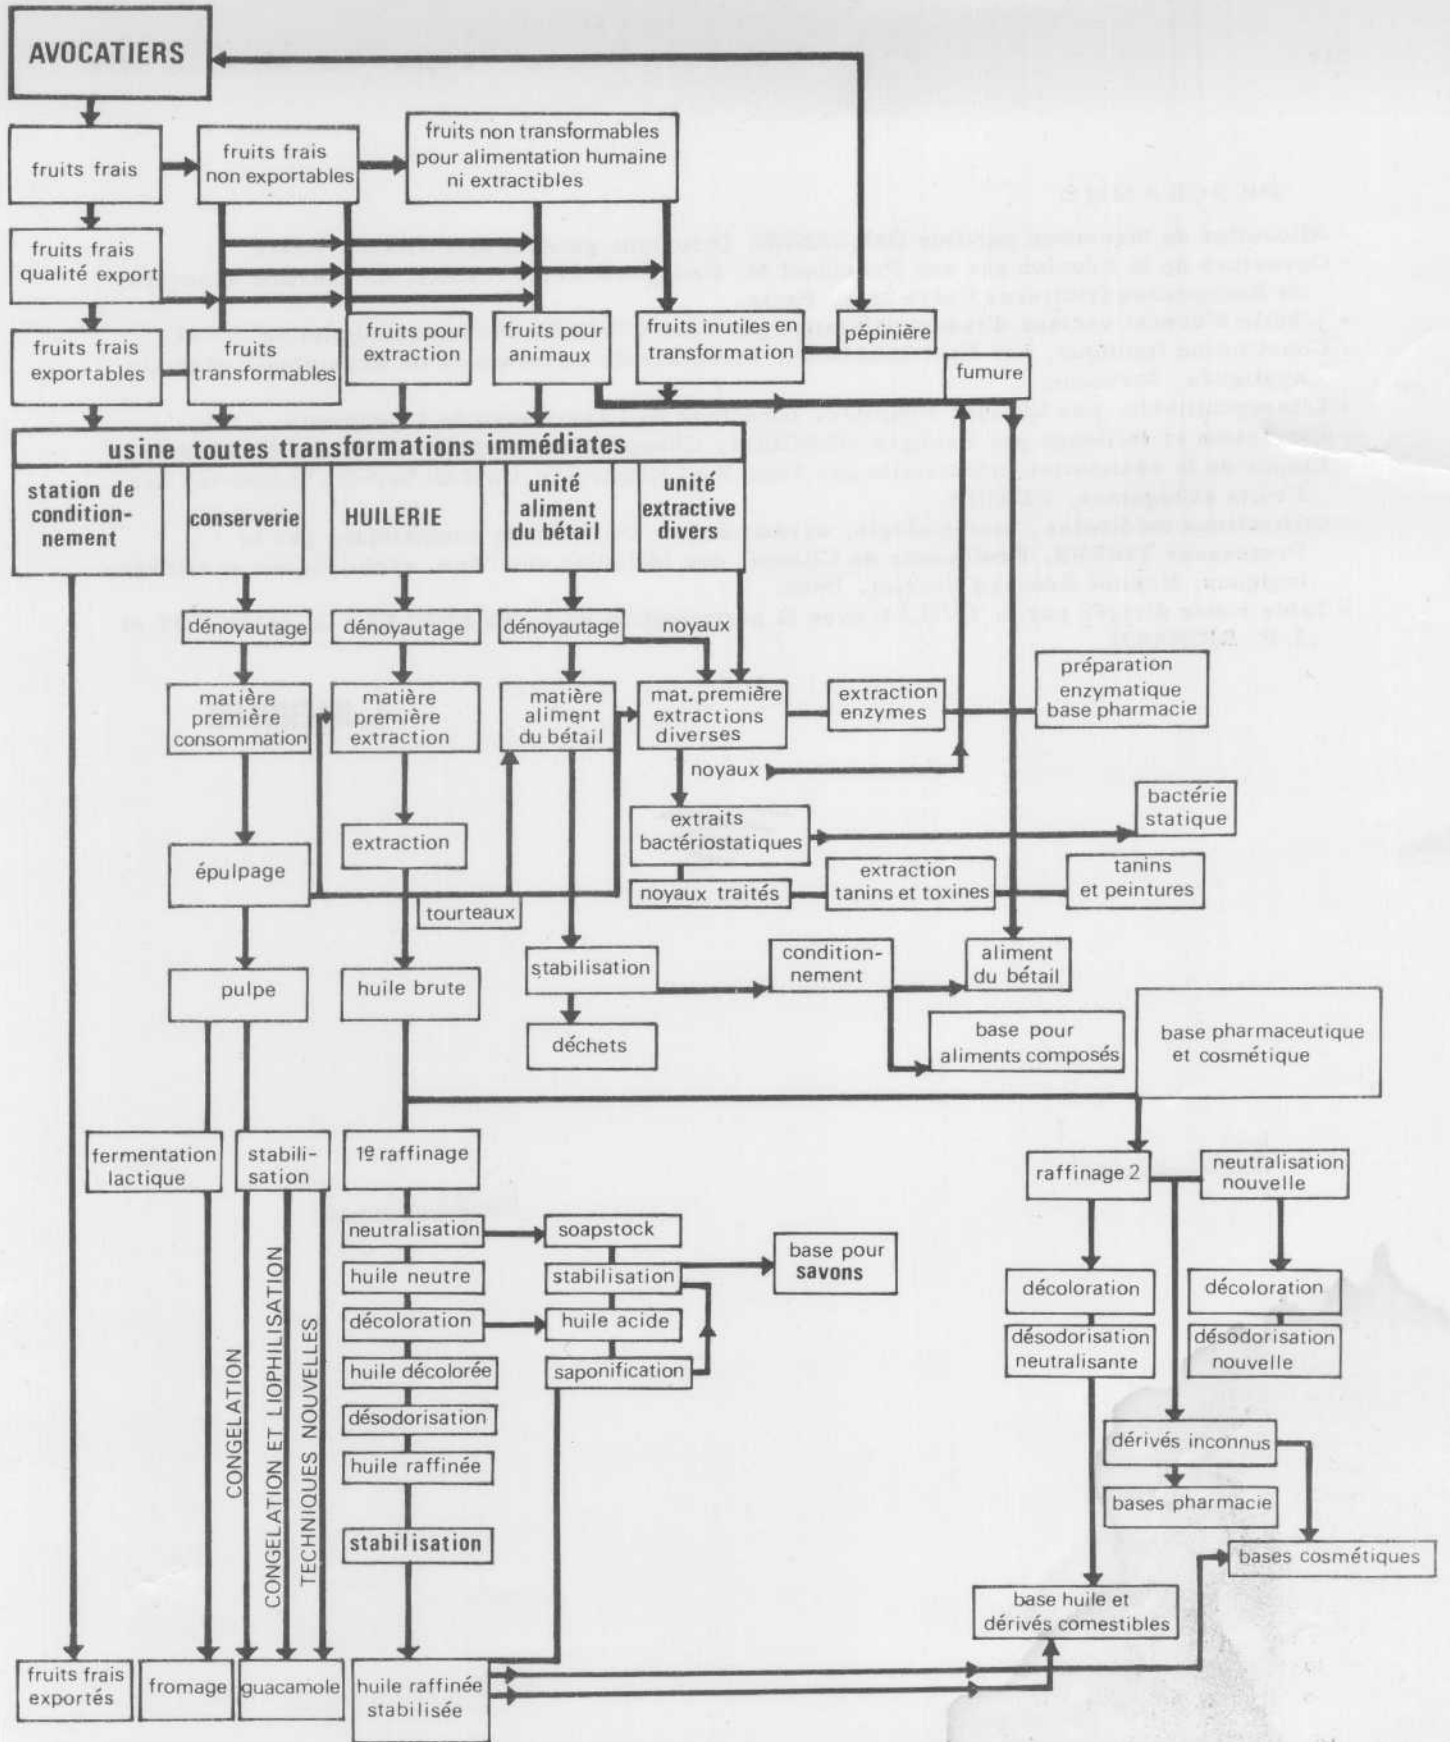 AVOCATIERS
fruits frais
fruits frais
non exportables
fruits non transformables
pour alimentation humaine
ni extractibles
fruits frais
qualité export
fruits frais
exportables
fruits
transformables
fruits pour
extraction
fruits pour
animaux
fruits inutiles en
transformation
pépinière
fumure
usine toutes transformations immédiates
station de
condition-
nement
conserverie
HUILERIE
unité
aliment
du bétail
unité
extractive
divers
dénoyautage
dénoyautage
dénoyautage
noyaux
matière
première
consommation
matière
première
extraction
matière
aliment
du bétail
mat. première
extractions
diverses
extraction
enzymes
préparation
enzymatique
base pharmacie
noyaux
bactérie
statique
extraits
bactériostatiques
extraction
épulpage
noyaux traités
extraction
tanins et toxines
tanins
et peintures
tourteaux
pulpe
huile brute
stabilisation
condition-
nement
aliment
du bétail
déchets
base pour
aliments composés
base pharmaceutique
et cosmétique
fermentation
lactique
stabili-
sation
1e raffinage
raffinage 2
neutralisation
nouvelle
neutralisation
soapstock
base pour
savons
huile neutre
stabilisation
décoloration
décoloration
décoloration
huile acide
désodorisation
neutralisante
désodorisation
nouvelle
huile décolorée
saponification
désodorisation
huile raffinée
dérivés inconnus
bases pharmacie
stabilisation
bases cosmétiques
CONGELATION
CONGELATION ET LIOPHILISATION
TECHNIQUES NOUVELLES
base huile et
dérivés comestibles
fruits frais
exportés
fromage
guacamole
huile raffinée
stabilisée